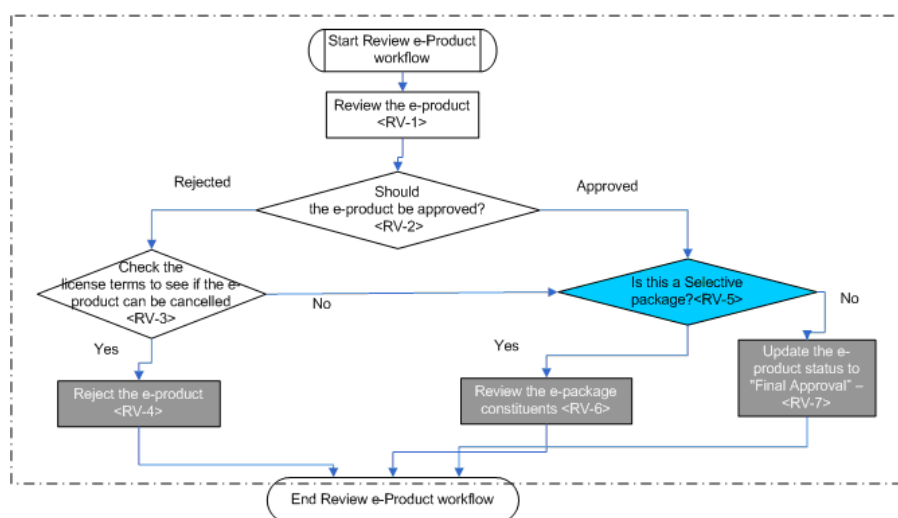 Start Review e-Product
workflow
Review the e-product
<RV-1>
Rejected
Approved
Should
the e-product be approved?
<RV-2>
Check the
license terms to see if the e-
product can be cancelled
<RV-3>
No
Is this a Selective
package?<RV-5>
No
Yes
Yes
Reject the e-product
<RV-4>
Review the e-package
constituents <RV-6>
Update the e-
product status to
"Final Approval” –
<RV-7>
End Review e-Product workflow